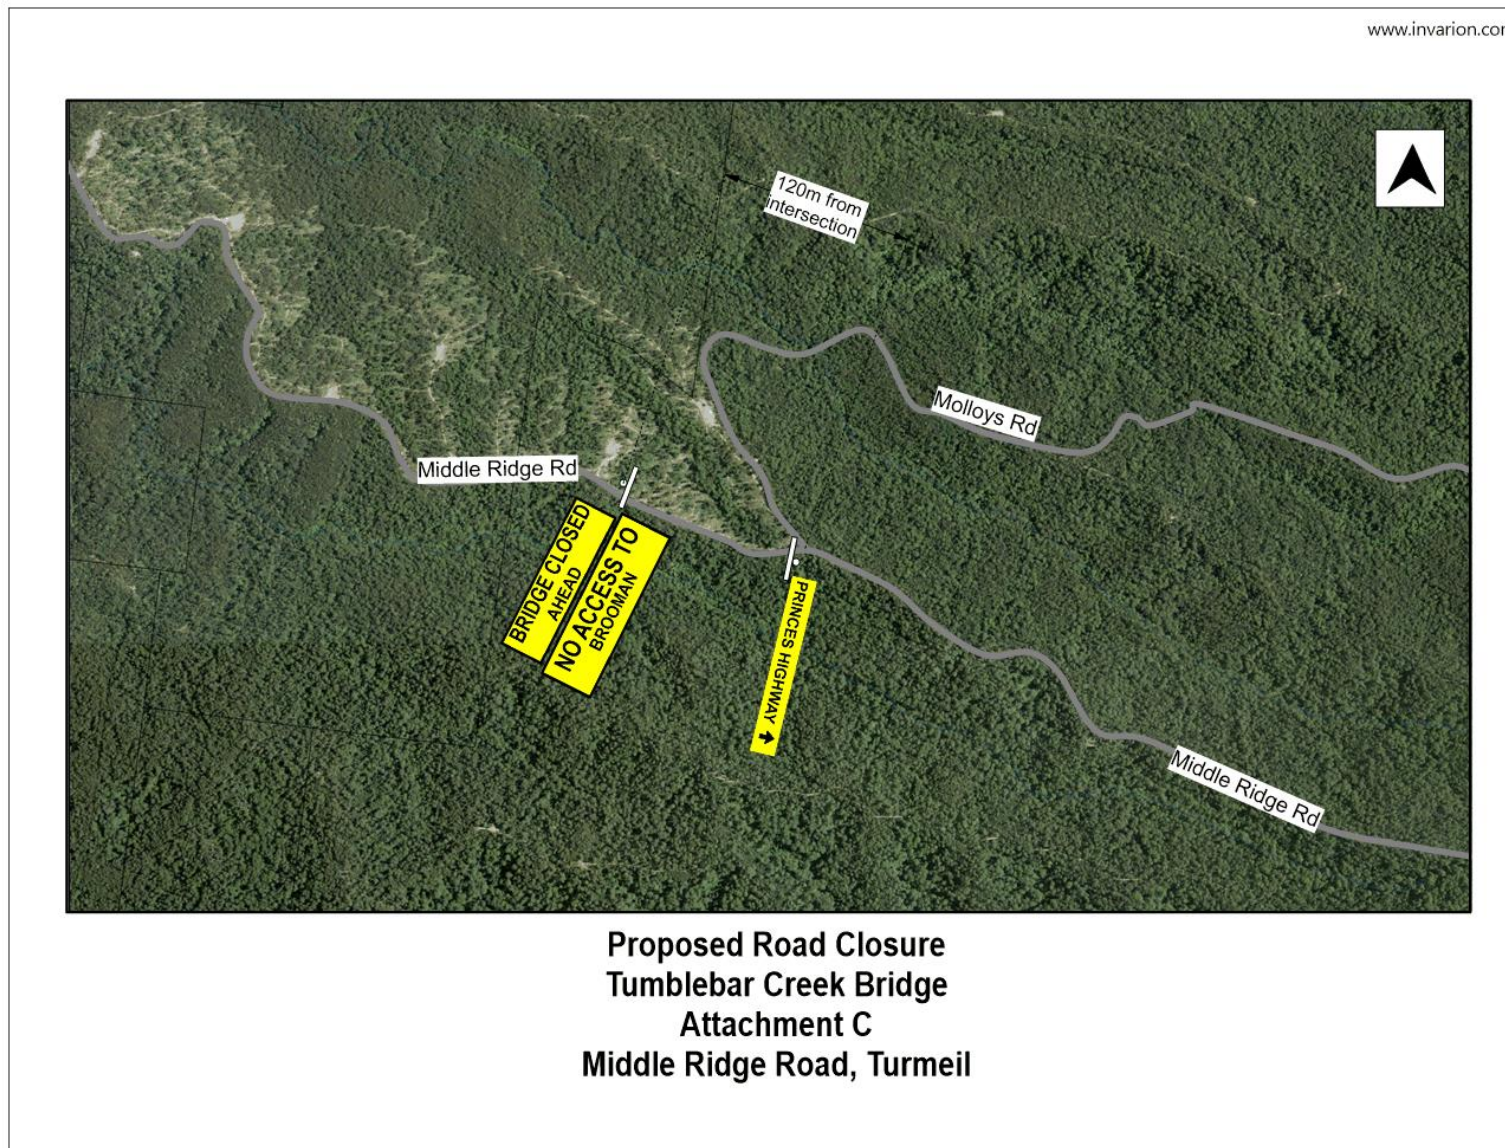 www.invarion.com
120m from
intersection
Molloys Rd
Middle Ridge Rd
BRIDGE CLOSED
AHEAD
NO ACCESS TO
BROOMAN
PRINCES HIGHWAY
Middle Ridge Rd
Proposed Road Closure
Tumblebar Creek Bridge
Attachment C
Middle Ridge Road, Turmeil